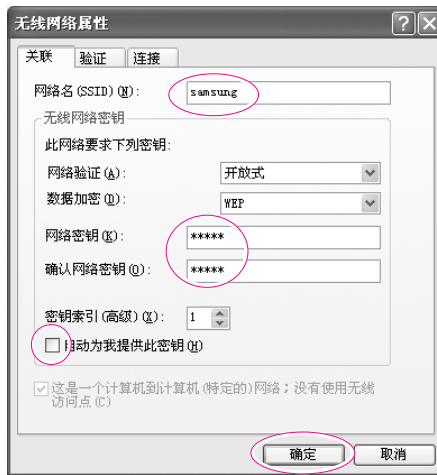 无线网络属性
关联 验证 连接
网络名(SSID)(N): samsung
无线网络密钥
此网络要求下列密钥:
网络验证(A): 开放式
数据加密(D): WEP
网络密钥(K): *****
确认网络密钥(O): *****
密钥索引(高级)(X): 1
自动为我提供此密钥(H)
这是一个计算机到计算机(特定的)网络；没有使用无线
访问点(C)
确定 取消